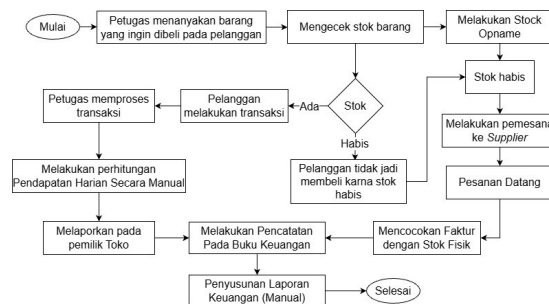 Mulai
Petugas menanyakan barang
yang ingin dibeli pada pelanggan
Mengecek stok barang
Melakukan Stock
Opname
Stok habis
Petugas memproses
transaksi
Pelanggan
melakukan transaksi
Ada
Stok
Habis
Melakukan pemesana
ke Supplier
Melakukan perhitungan
Pendapatan Harian Secara Manual
Pelanggan tidak jadi
membeli karna stok
habis
Pesanan Datang
Melaporkan pada
pemilik Toko
Melakukan Pencatatan
Pada Buku Keuangan
Mencocokan Faktur
dengan Stok Fisik
Penyusunan Laporan
Keuangan (Manual)
Selesai